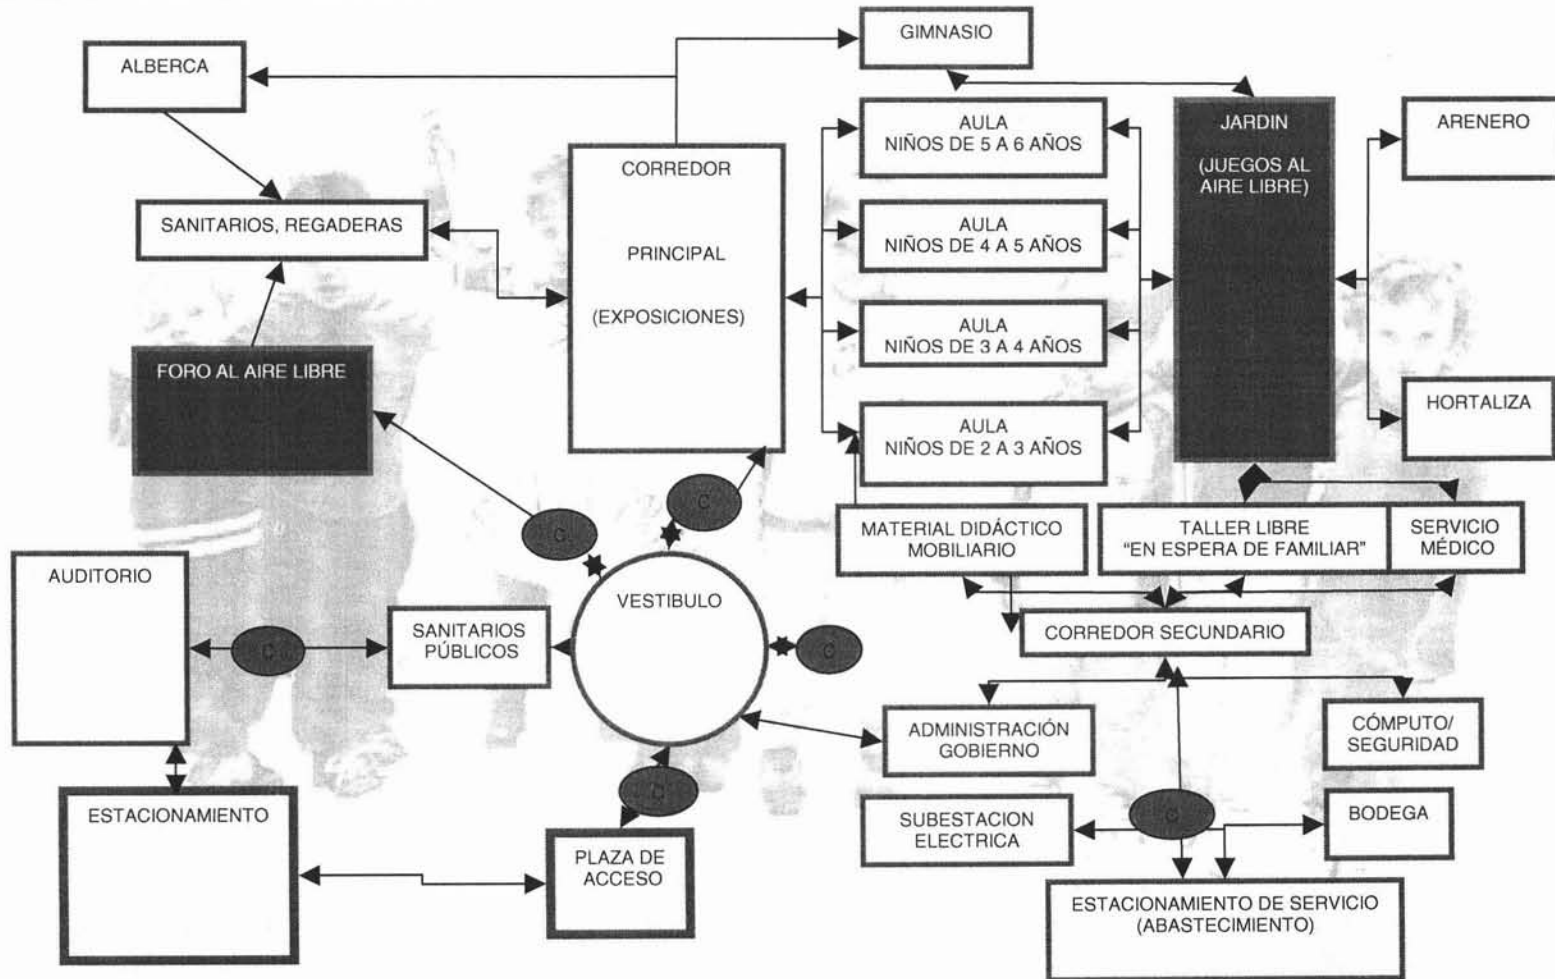 GIMNASIO
ALBERCA
AULA
NIÑOS DE 5 A 6 AÑOS
JARDIN
(JUEGOS AL
AIRE LIBRE)
ARENERO
CORREDOR
PRINCIPAL
(EXPOSICIONES)
SANITARIOS, REGADERAS
AULA
NIÑOS DE 4 A 5 AÑOS
AULA
NIÑOS DE 3 A 4 AÑOS
FORO AL AIRE LIBRE
AULA
NIÑOS DE 2 A 3 AÑOS
HORTALIZA
C
C
MATERIAL DIDÁCTICO
MOBILIARIO
TALLER LIBRE
"EN ESPERA DE FAMILIAR"
SERVICIO
MÉDICO
AUDITORIO
VESTIBULO
C
SANITARIOS
PÚBLICOS
C
CORREDOR SECUNDARIO
ADMINISTRACIÓN
GOBIERNO
CÓMPUTO/
SEGURIDAD
C
ESTACIONAMIENTO
SUBESTACION
ELECTRICA
C
BODEGA
PLAZA DE
ACCESO
ESTACIONAMIENTO DE SERVICIO
(ABASTECIMIENTO)